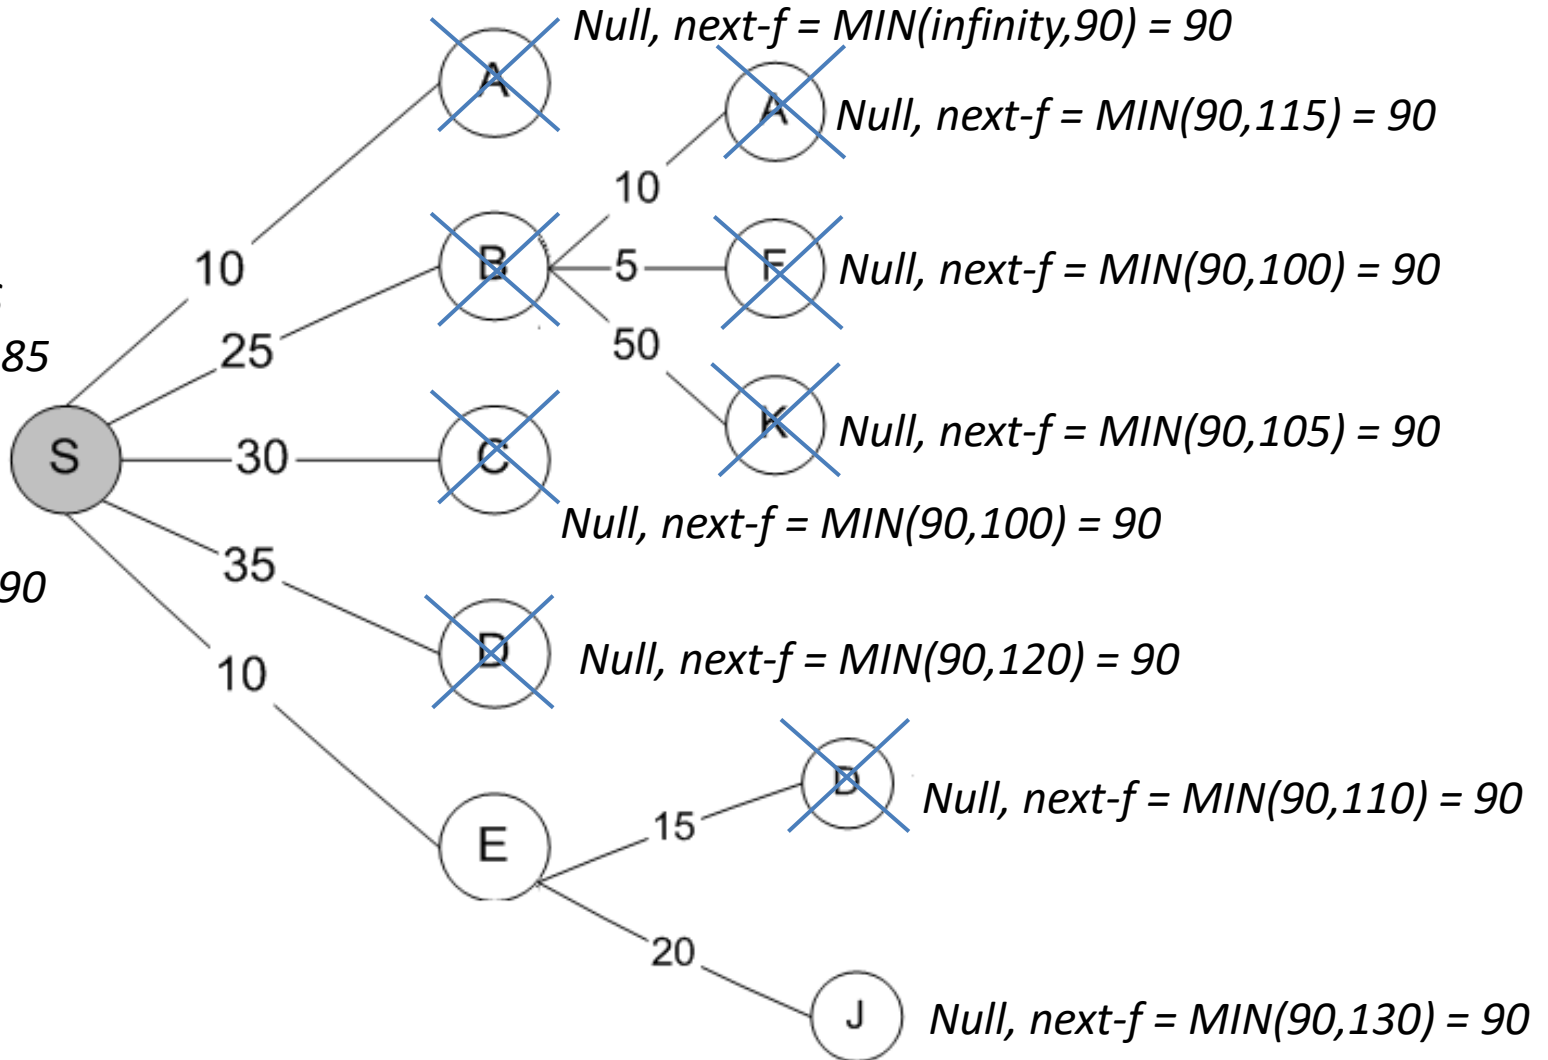 Null, next-f = MIN(infinity,90) = 90
A
A
Null, next-f = MIN(90,115) = 90
10
10
B
5
F
Null, next-f = MIN(90,100) = 90
85
25
50
K
Null, next-f = MIN(90,105) = 90
S
30
C
Null, next-f = MIN(90,100) = 90
90
35
D
Null, next-f = MIN(90,120) = 90
10
D
Null, next-f = MIN(90,110) = 90
15
E
20
J
Null, next-f = MIN(90,130) = 90